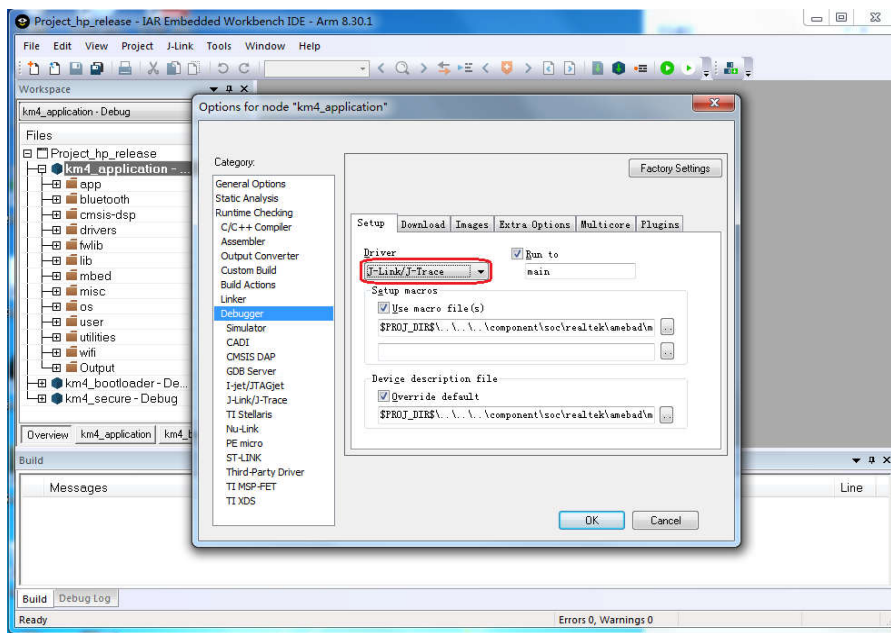 Project_hp_release - IAR Embedded Workbench IDE - Arm 8.30.1
File Edit View Project J-Link Tools Window Help
Workspace
km4_application - Debug
Files
Project_hp_release
km4_application - ...
app
bluetooth
cmsis-dsp
drivers
fwlib
lib
mbed
misc
os
user
utilities
wifi
Output
km4_bootloader - De...
km4_secure - Debug
Overview km4_application km4_b
Options for node "km4_application"
Category:
General Options
Static Analysis
Runtime Checking
C/C++ Compiler
Assembler
Output Converter
Custom Build
Build Actions
Linker
Debugger
Simulator
CADI
CMSIS DAP
GDB Server
I-jet/JTAGjet
J-Link/J-Trace
TI Stellaris
Nu-Link
PE micro
ST-LINK
Third-Party Driver
TI MSP-FET
TI XDS
Factory Settings
Setup Download Images Extra Options Multicore Plugins
Driver
J-Link/J-Trace
Run to
main
Setup macros
Use macro file(s)
$PROJ_DIR$\..\..\..\component\soc\realtek\amebad\m
...
...
Device description file
Override default
$PROJ_DIR$\..\..\..\component\soc\realtek\amebad\m
...
OK Cancel
Build
Messages Line
Build Debug Log
Ready Errors 0, Warnings 0